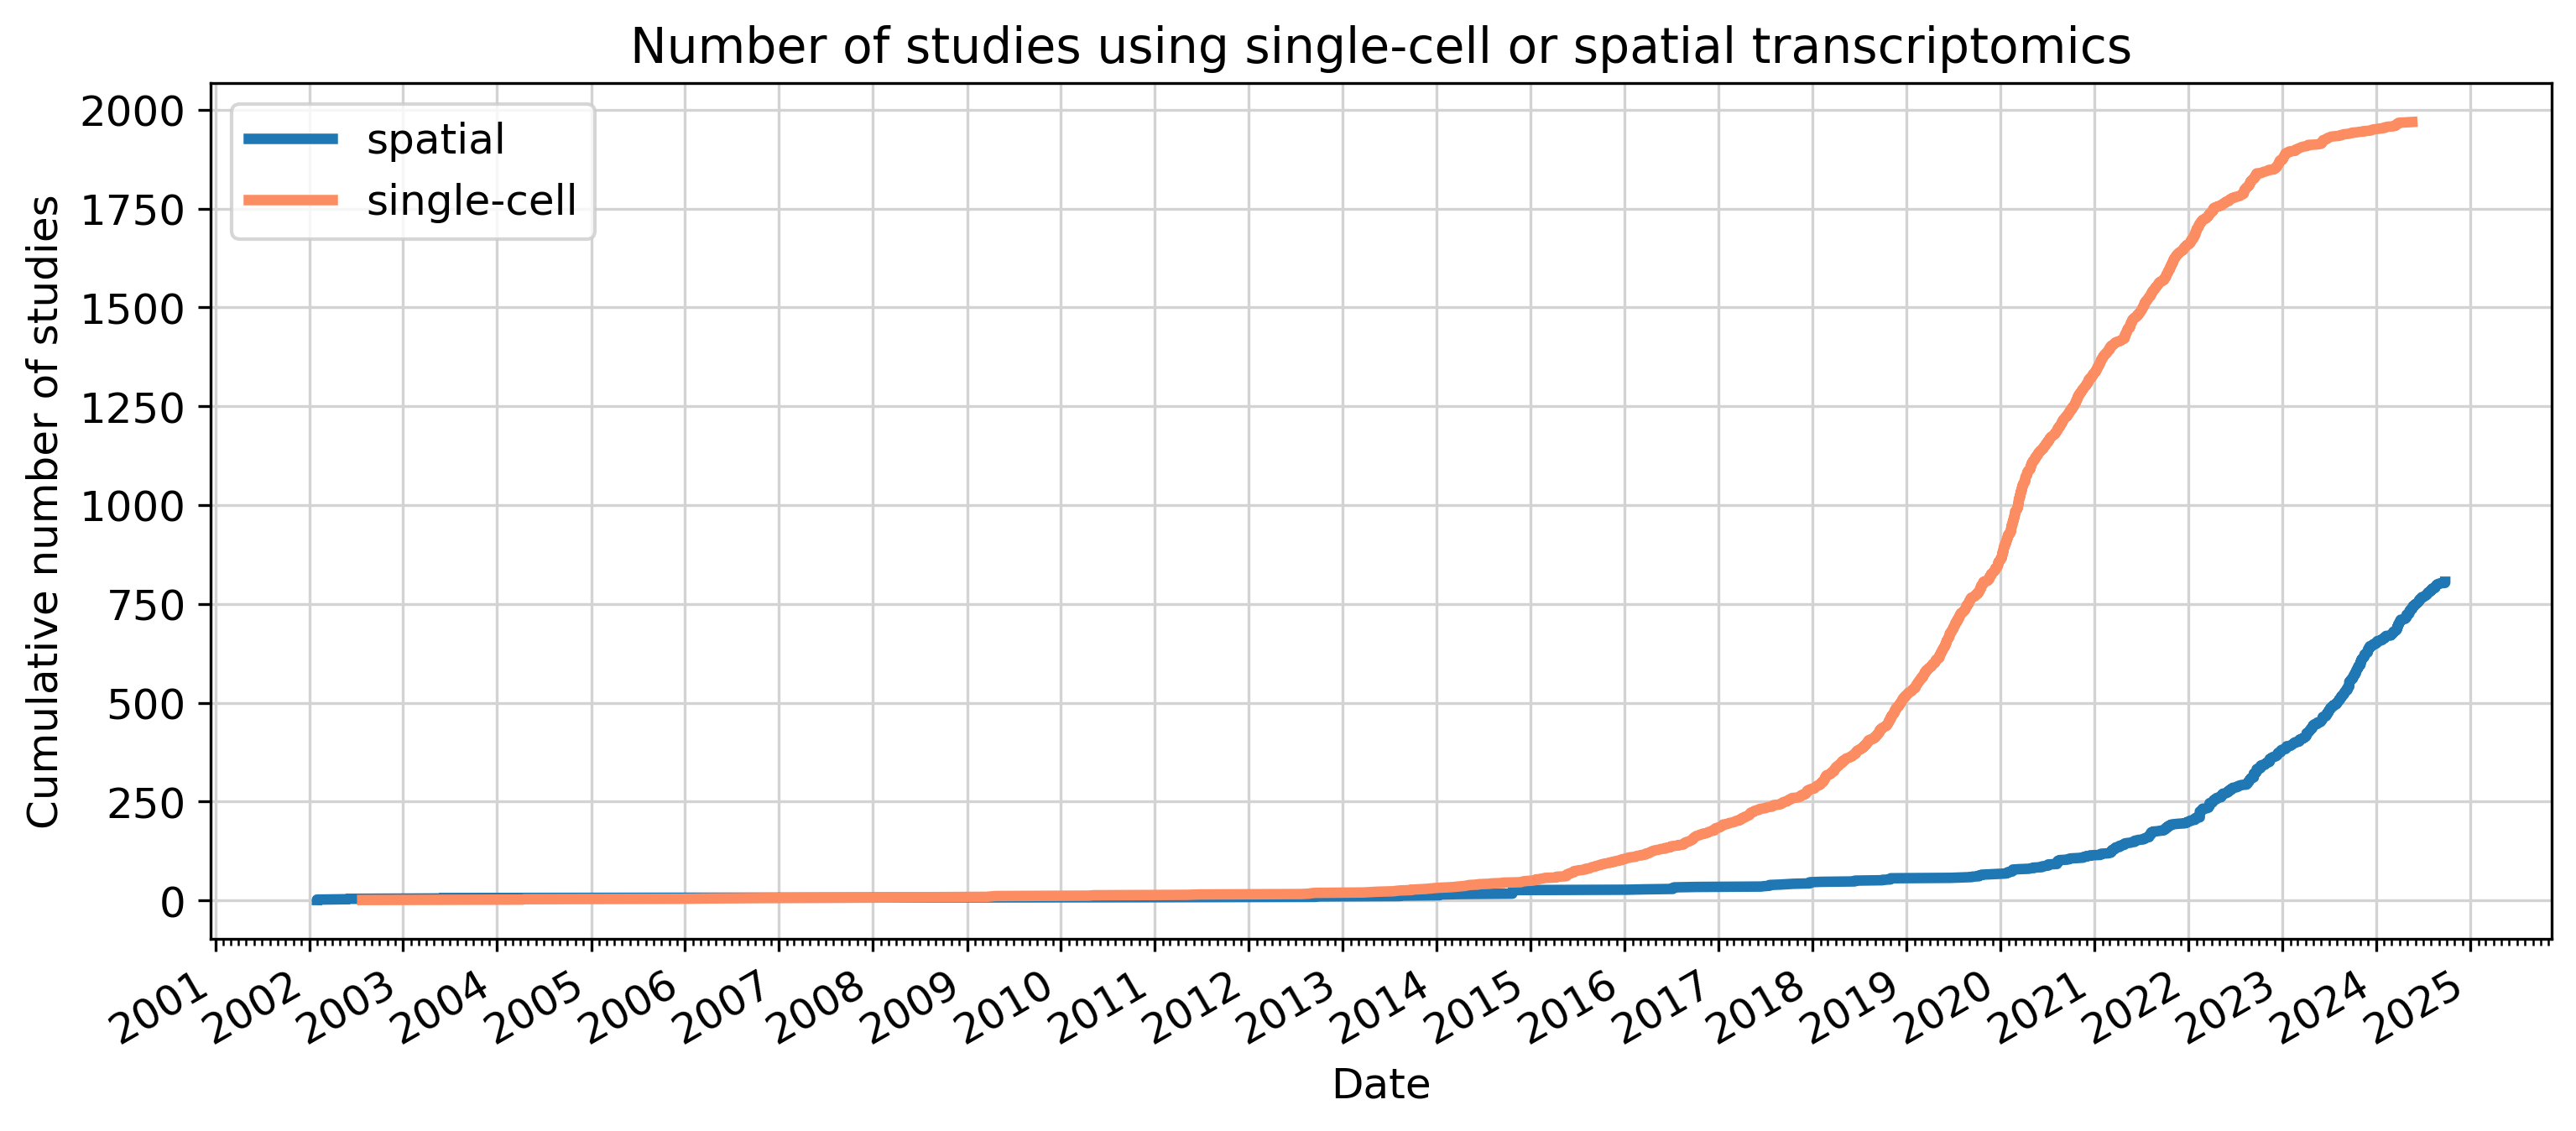 Number of studies using single-cell or spatial transcriptomics
2000
1750
1500
1250
1000
750
500
250
0
Cumulative number of studies
spatial
single-cell
2001 2002 2003 2004 2005 2006 2007 2008 2009 2010 2011 2012 2013 2014 2015 2016 2017 2018 2019 2020 2021 2022 2023 2024 2025
Date